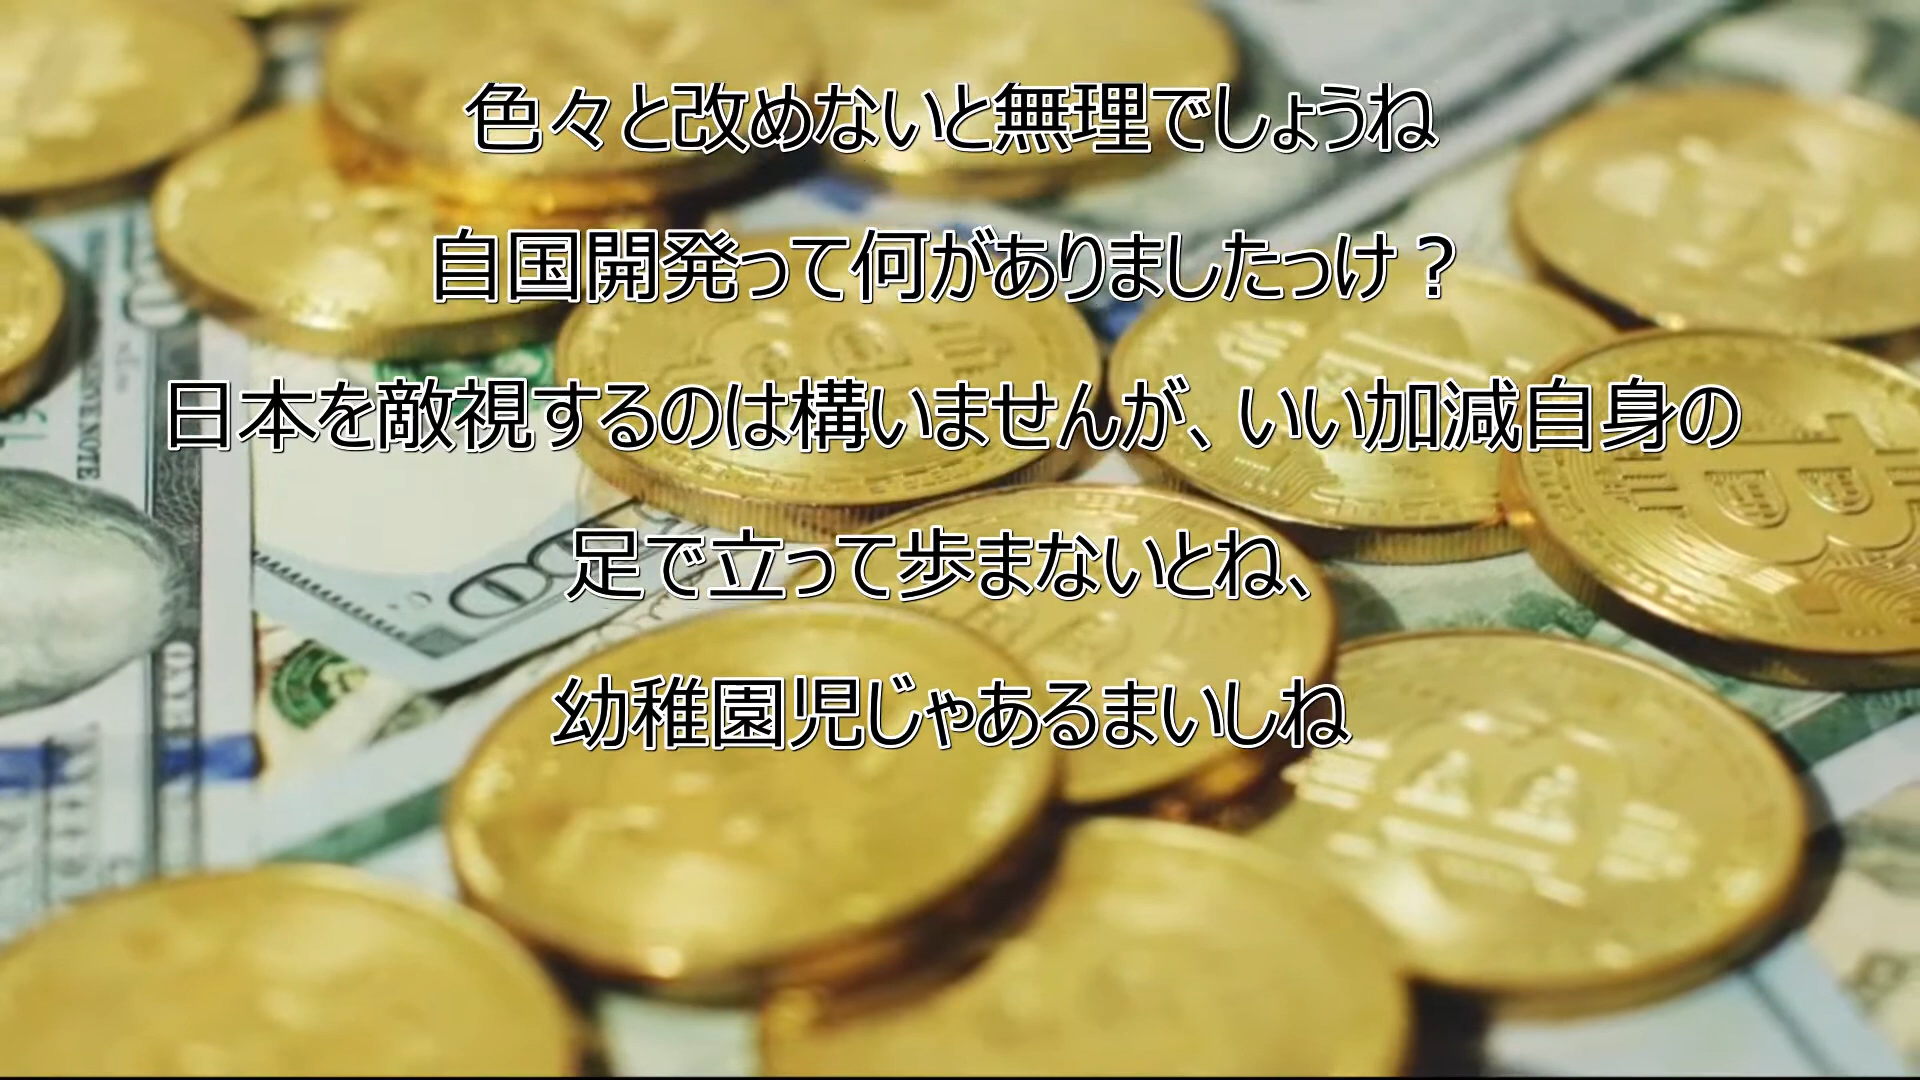 色々と改めないと無理でしょうね
自国開発って何がありましたっけ？
日本を敵視するのは構いませんが、いい加減自身の
足で立って歩まないとね、
幼稚園児じゃあるまいしね